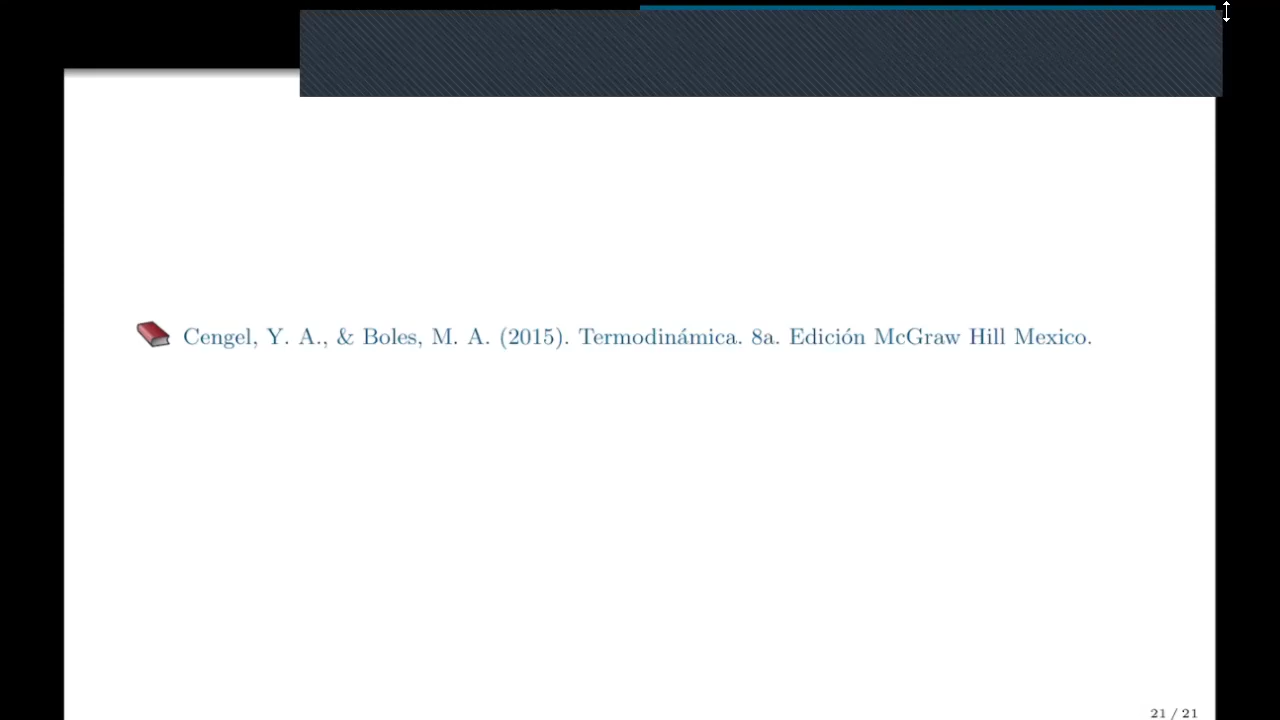 Cengel, Y. A., & Boles, M. A. (2015). Termodinámica. 8a. Edición McGraw Hill Mexico.
21 / 21